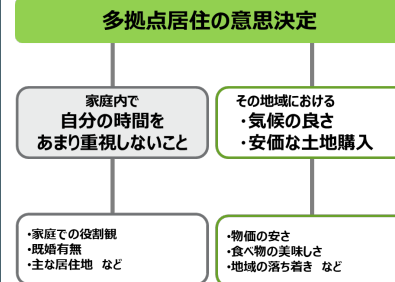 多拠点居住の意思決定
家庭内で
自分の時間を
あまり重視しないこと
その地域における
・気候の良さ
・安価な土地購入
・家庭での役割観
・既婚有無
・主な居住地 など
・物価の安さ
・食べ物の美味しさ
・地域の落ち着き など